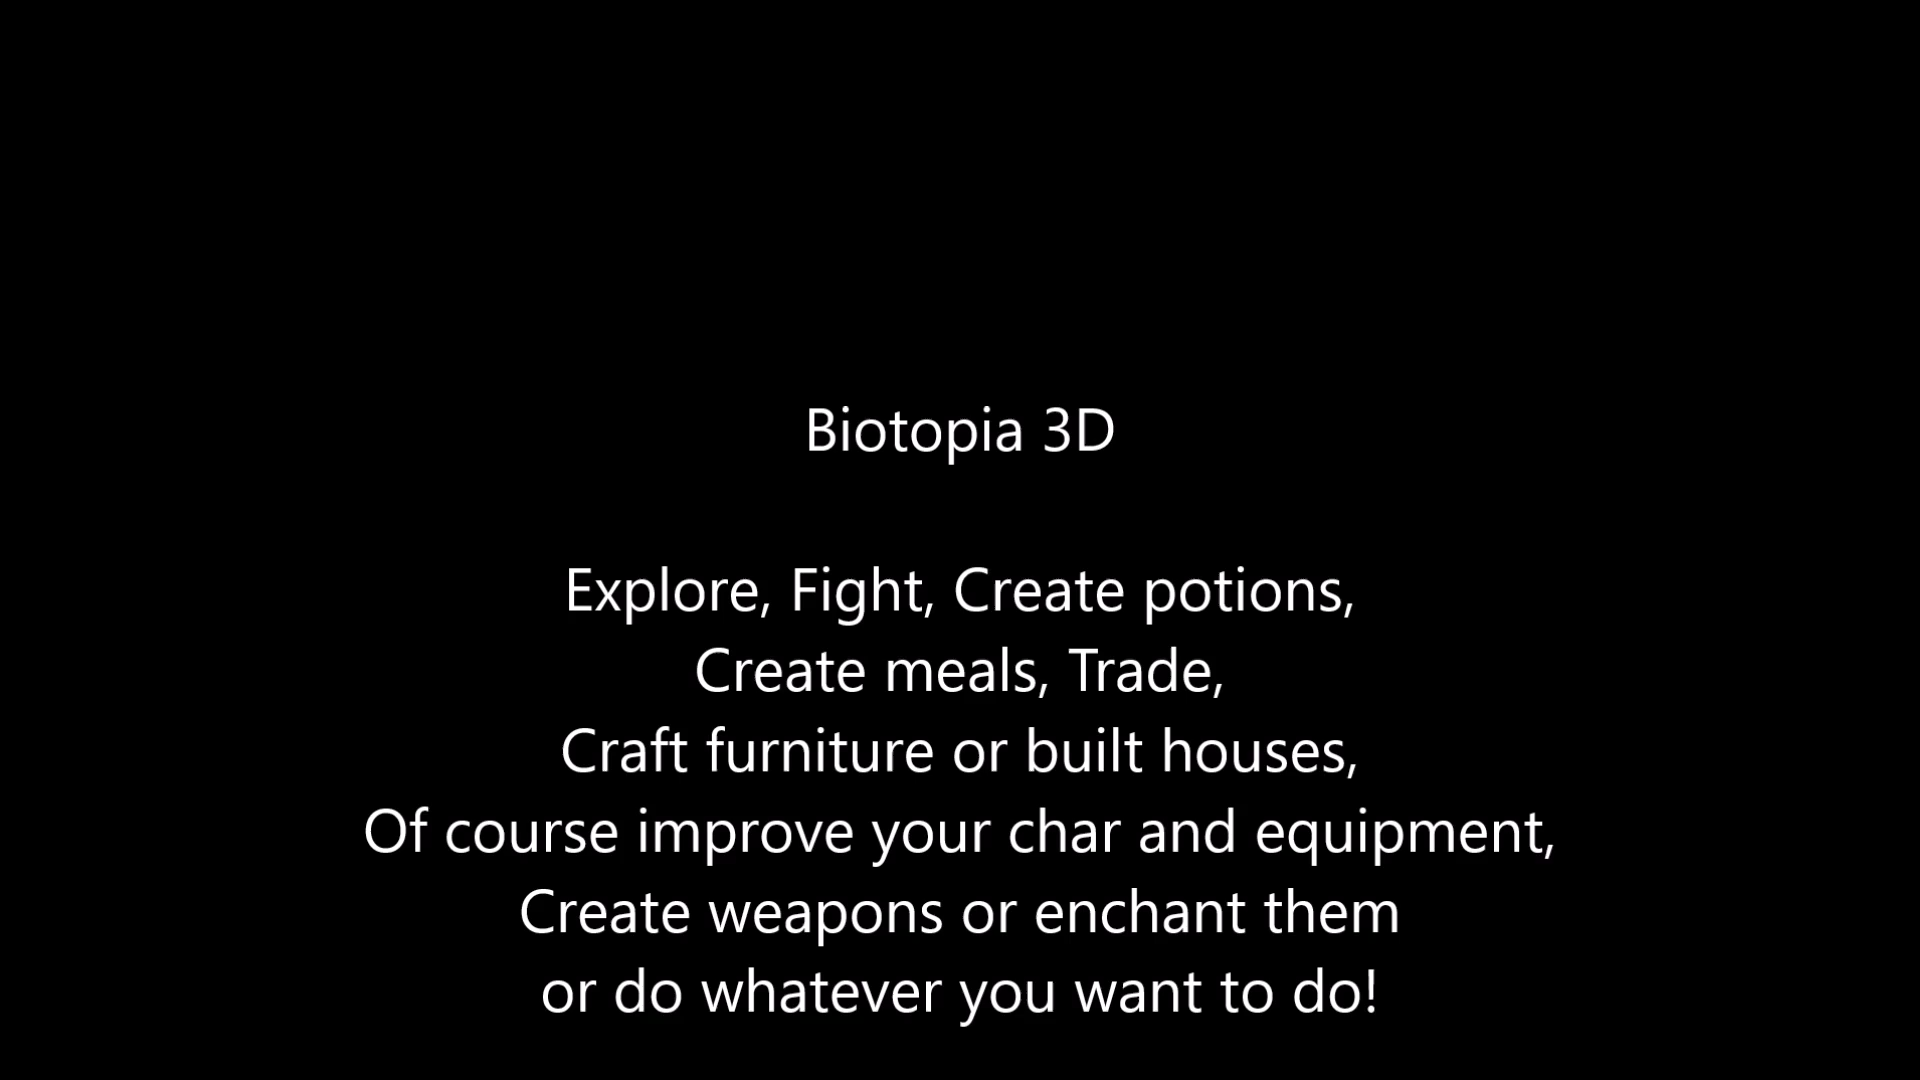 Biotopia 3D
Explore, Fight, Create potions,
Create meals, Trade,
Craft furniture or built houses,
Of course improve your char and equipment,
Create weapons or enchant them
or do whatever you want to do!